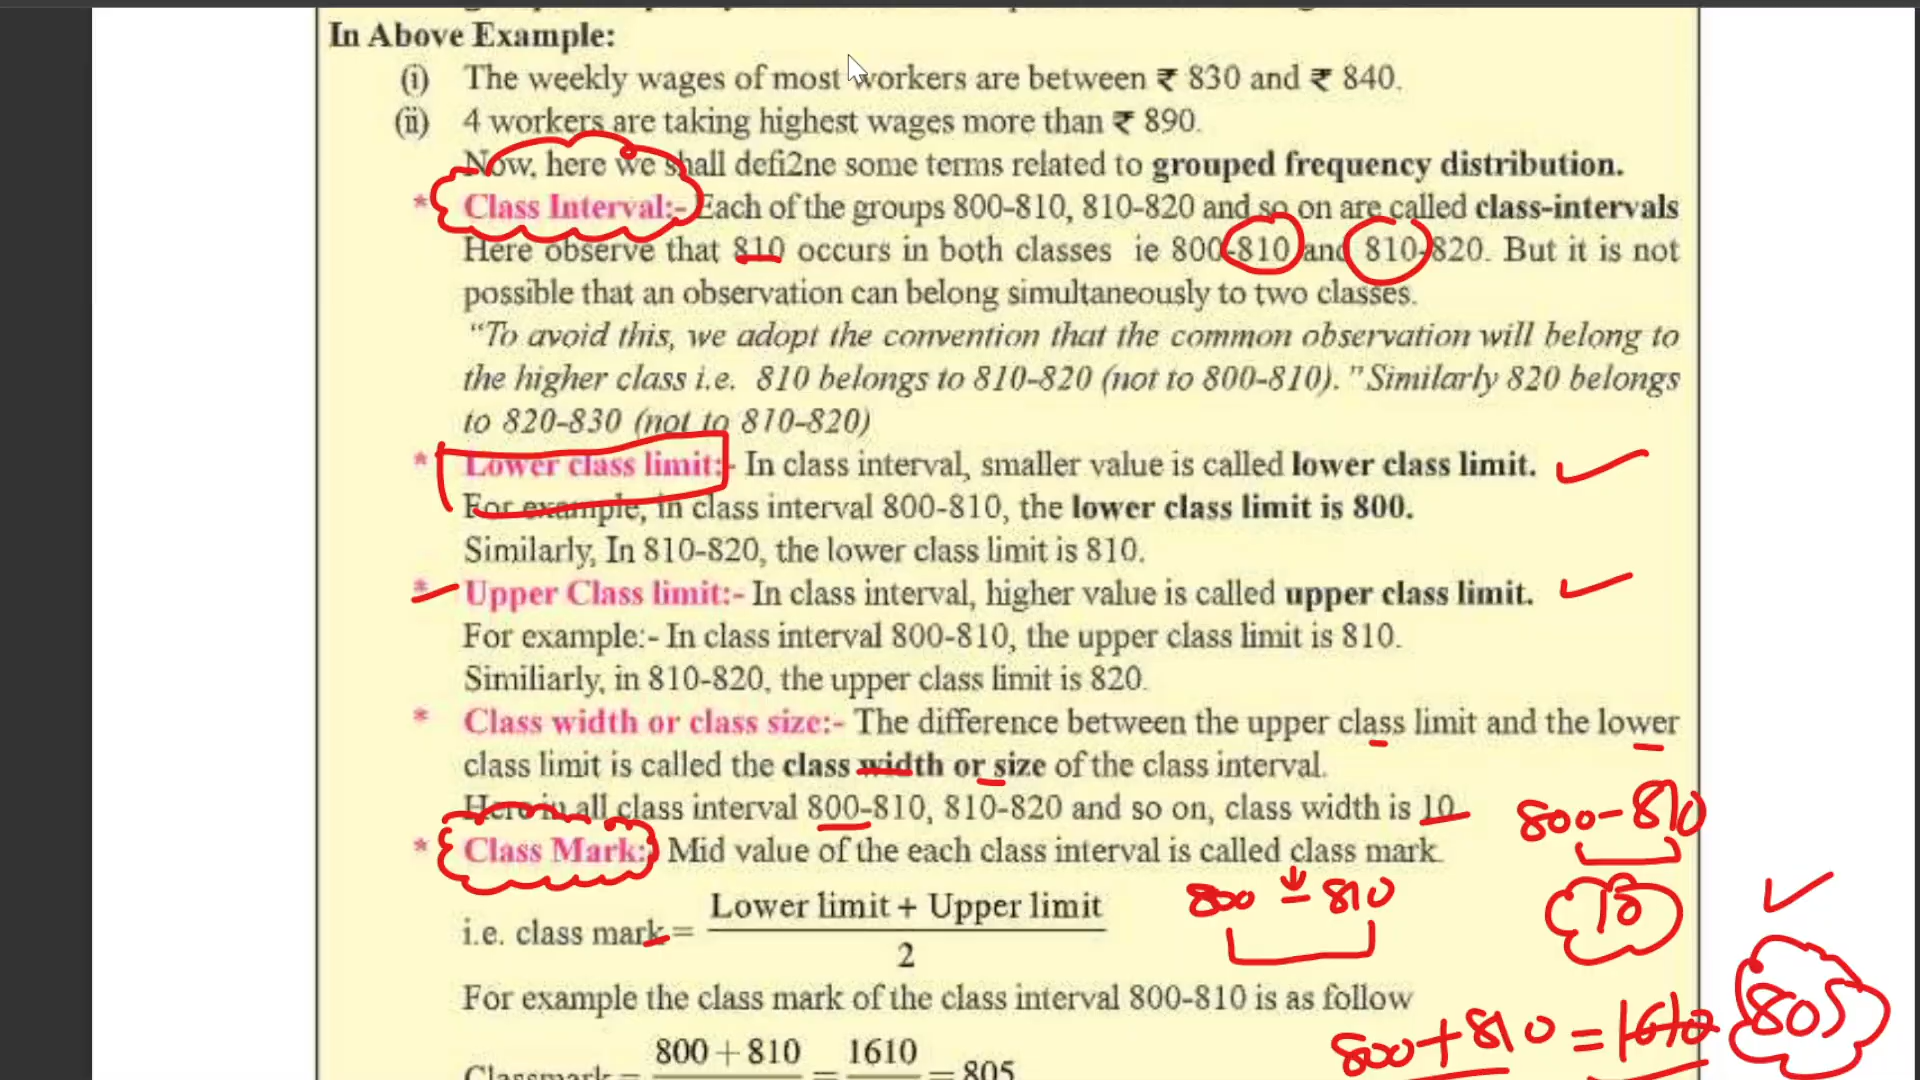 In Above Example:
(i) The weekly wages of most workers are between ₹ 830 and ₹ 840.
(ii) 4 workers are taking highest wages more than ₹ 890.
Now, here we shall defi2ne some terms related to grouped frequency distribution.
* Class Interval:- Each of the groups 800-810, 810-820 and so on are called class-intervals
Here observe that 810 occurs in both classes ie 800-810 and 810-820. But it is not
possible that an observation can belong simultaneously to two classes.
“To avoid this, we adopt the convention that the common observation will belong to
the higher class i.e. 810 belongs to 810-820 (not to 800-810).” Similarly 820 belongs
to 820-830 (not to 810-820)
* Lower class limit:- In class interval, smaller value is called lower class limit.
For example, in class interval 800-810, the lower class limit is 800.
Similarly, In 810-820, the lower class limit is 810.
* Upper Class limit:- In class interval, higher value is called upper class limit.
For example:- In class interval 800-810, the upper class limit is 810.
Similiarly, in 810-820, the upper class limit is 820.
* Class width or class size:- The difference between the upper class limit and the lower
class limit is called the class width or size of the class interval.
Here in all class interval 800-810, 810-820 and so on, class width is 10
800-810
* Class Mark: Mid value of the each class interval is called class mark.
800-810
10
i.e. class mark = Lower limit + Upper limit
2
For example the class mark of the class interval 800-810 is as follow
800+810 = 1610 805
Classmark = 800 + 810 = 1610 = 805